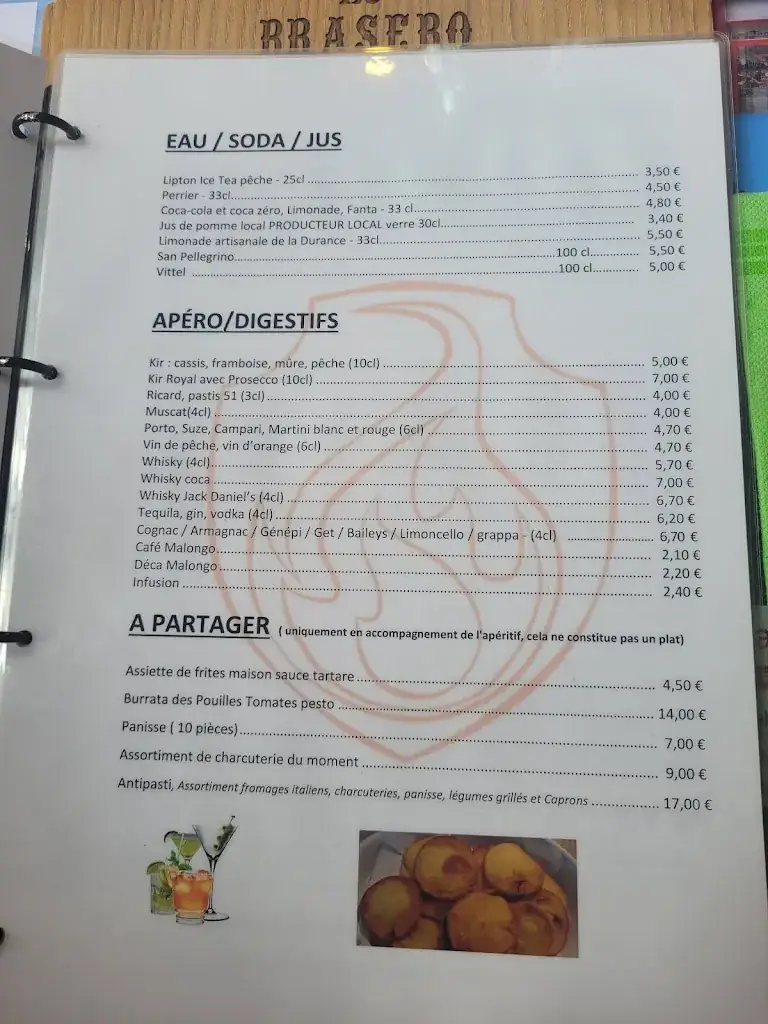 BRASERO
EAU / SODA / JUS
Lipton Ice Tea pêche - 25cl ........ 3,50 €
Perrier - 33cl ........ 4,50 €
Coca-cola et coca zéro, Limonade, Fanta - 33 cl ........ 4,80 €
Jus de pomme local PRODUCTEUR LOCAL verre 30cl ........ 3,40 €
Limonade artisanale de la Durance - 33cl ........ 5,50 €
San Pellegrino ........ 100 cl ........ 5,50 €
Vittel ........ 100 cl ........ 5,00 €
APÉRO/DIGESTIFS
Kir : cassis, framboise, mûre, pêche (10cl) ........ 5,00 €
Kir Royal avec Prosecco (10cl) ........ 7,00 €
Ricard, pastis 51 (3cl) ........ 4,00 €
Muscat(4cl) ........ 4,00 €
Porto, Suze, Campari, Martini blanc et rouge (6cl) ........ 4,70 €
Vin de pêche, vin d'orange (6cl) ........ 4,70 €
Whisky (4cl) ........ 5,70 €
Whisky coca ........ 7,00 €
Whisky Jack Daniel's (4cl) ........ 6,70 €
Tequila, gin, vodka (4cl) ........ 6,20 €
Cognac / Armagnac / Génépi / Get / Baileys / Limoncello / grappa - (4cl) ........ 6,70 €
Café Malongo ........ 2,10 €
Déca Malongo ........ 2,20 €
Infusion ........ 2,40 €
A PARTAGER ( uniquement en accompagnement de l'apéritif, cela ne constitue pas un plat)
Assiette de frites maison sauce tartare ........ 4,50 €
Burrata des Pouilles Tomates pesto ........ 14,00 €
Panisse ( 10 pièces) ........ 7,00 €
Assortiment de charcuterie du moment ........ 9,00 €
Antipasti, Assortiment fromages italiens, charcuteries, panisse, légumes grillés et Caprons ........ 17,00 €